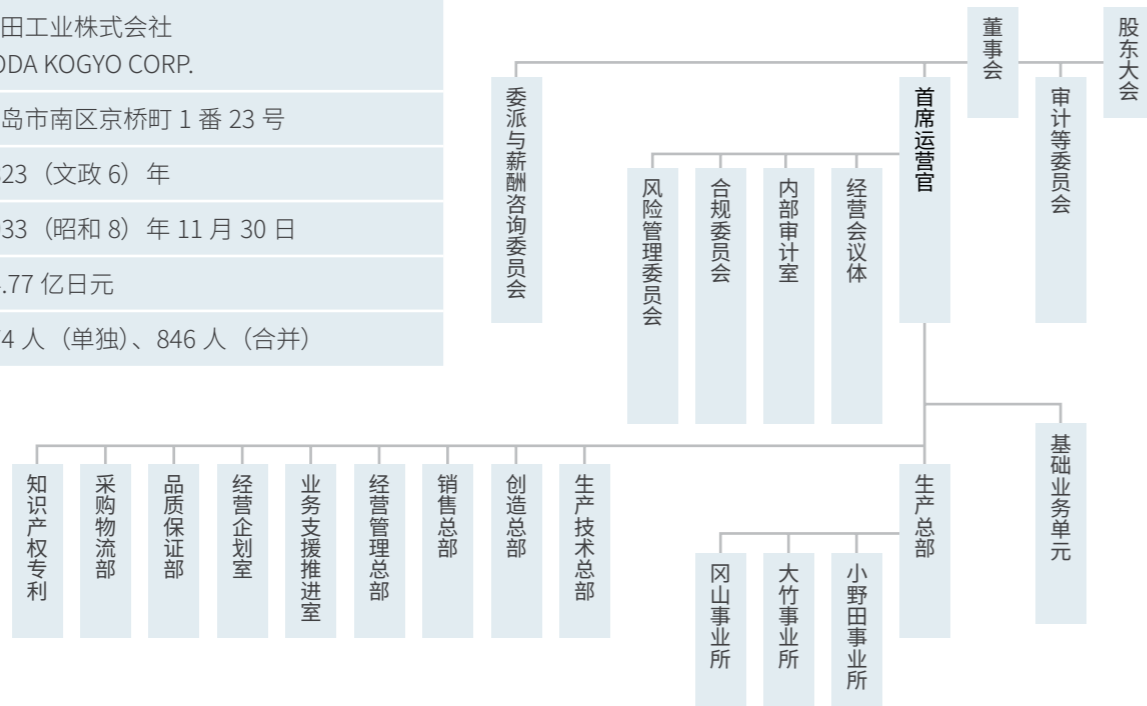 田工业株式会社
ODA KOGYO CORP.
岛市南区京桥町 1 番 23 号
23（文政 6）年
33（昭和 8）年 11 月 30 日
.77 亿日元
4 人（单独）、846 人（合并）
股东大会
董事会
审计等委员会
首席运营官
委派与薪酬咨询委员会
经营会议体
内部审计室
合规委员会
风险管理委员会
基础业务单元
生产总部
生产技术总部
创造总部
销售总部
经营管理总部
业务支援推进室
经营企划室
品质保证部
采购物流部
知识产权专利
小野田事业所
大竹事业所
冈山事业所